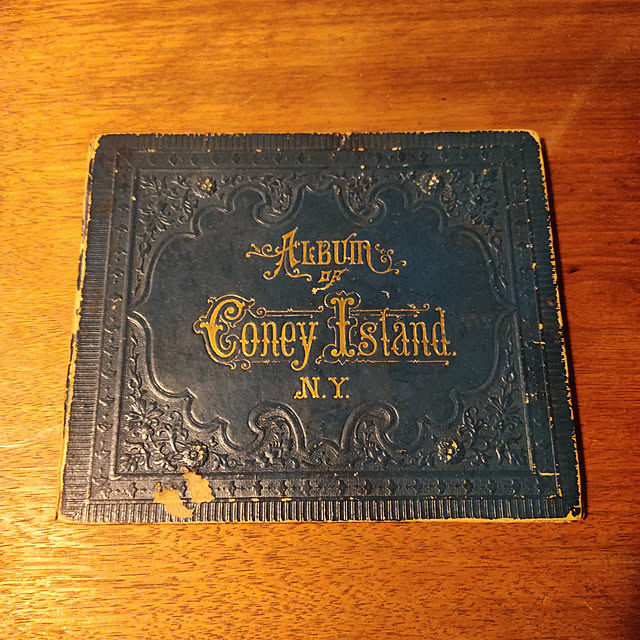 Album
of
Coney Island.
N.Y.